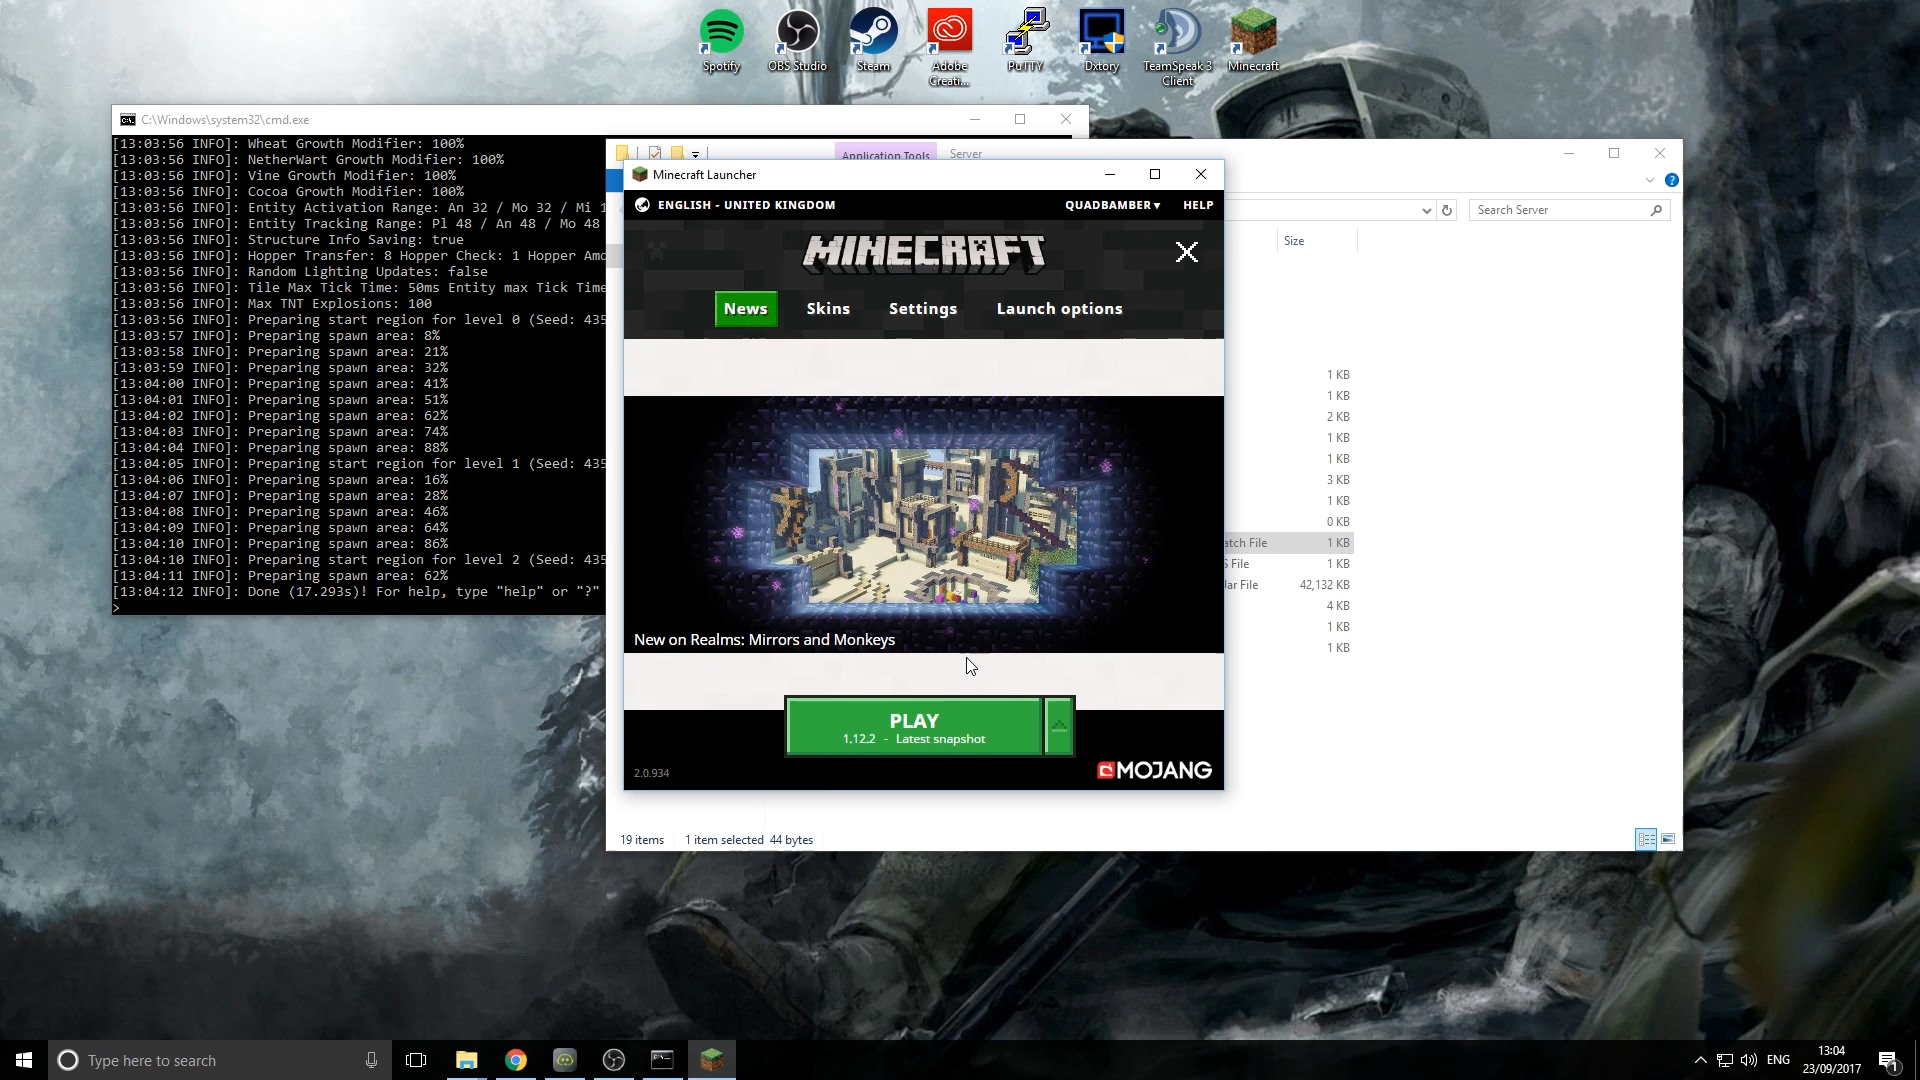 Spotify
OBS Studio
Steam
Adobe Creati...
PuTTY
Dxtory
TeamSpeak 3 Client
Minecraft
C:\Windows\system32\cmd.exe
[13:03:56 INFO]: Wheat Growth Modifier: 100%
[13:03:56 INFO]: NetherWart Growth Modifier: 100%
[13:03:56 INFO]: Vine Growth Modifier: 100%
[13:03:56 INFO]: Cocoa Growth Modifier: 100%
[13:03:56 INFO]: Entity Activation Range: An 32 / Mo 32 / Mi 1
[13:03:56 INFO]: Entity Tracking Range: Pl 48 / An 48 / Mo 48
[13:03:56 INFO]: Structure Info Saving: true
[13:03:56 INFO]: Hopper Transfer: 8 Hopper Check: 1 Hopper Amo
[13:03:56 INFO]: Random Lighting Updates: false
[13:03:56 INFO]: Tile Max Tick Time: 50ms Entity max Tick Time
[13:03:56 INFO]: Max TNT Explosions: 100
[13:03:56 INFO]: Preparing start region for level 0 (Seed: 435
[13:03:57 INFO]: Preparing spawn area: 8%
[13:03:58 INFO]: Preparing spawn area: 21%
[13:03:59 INFO]: Preparing spawn area: 32%
[13:04:00 INFO]: Preparing spawn area: 41%
[13:04:01 INFO]: Preparing spawn area: 51%
[13:04:02 INFO]: Preparing spawn area: 62%
[13:04:03 INFO]: Preparing spawn area: 74%
[13:04:04 INFO]: Preparing spawn area: 88%
[13:04:05 INFO]: Preparing start region for level 1 (Seed: 435
[13:04:06 INFO]: Preparing spawn area: 16%
[13:04:07 INFO]: Preparing spawn area: 28%
[13:04:08 INFO]: Preparing spawn area: 46%
[13:04:09 INFO]: Preparing spawn area: 64%
[13:04:10 INFO]: Preparing spawn area: 86%
[13:04:10 INFO]: Preparing start region for level 2 (Seed: 435
[13:04:11 INFO]: Preparing spawn area: 62%
[13:04:12 INFO]: Done (17.293s)! For help, type "help" or "?"
>
Application Tools
Server
Minecraft Launcher
ENGLISH - UNITED KINGDOM
QUADBAMBER
HELP
MINECRAFT
News
Skins
Settings
Launch options
New on Realms: Mirrors and Monkeys
PLAY
1.12.2 - Latest snapshot
2.0.934
MOJANG
Search Server
Size
1 KB
1 KB
2 KB
1 KB
1 KB
3 KB
1 KB
0 KB
atch File 1 KB
S File 1 KB
Jar File 42,132 KB
4 KB
1 KB
1 KB
19 items
1 item selected 44 bytes
Type here to search
ENG
13:04
23/09/2017
1